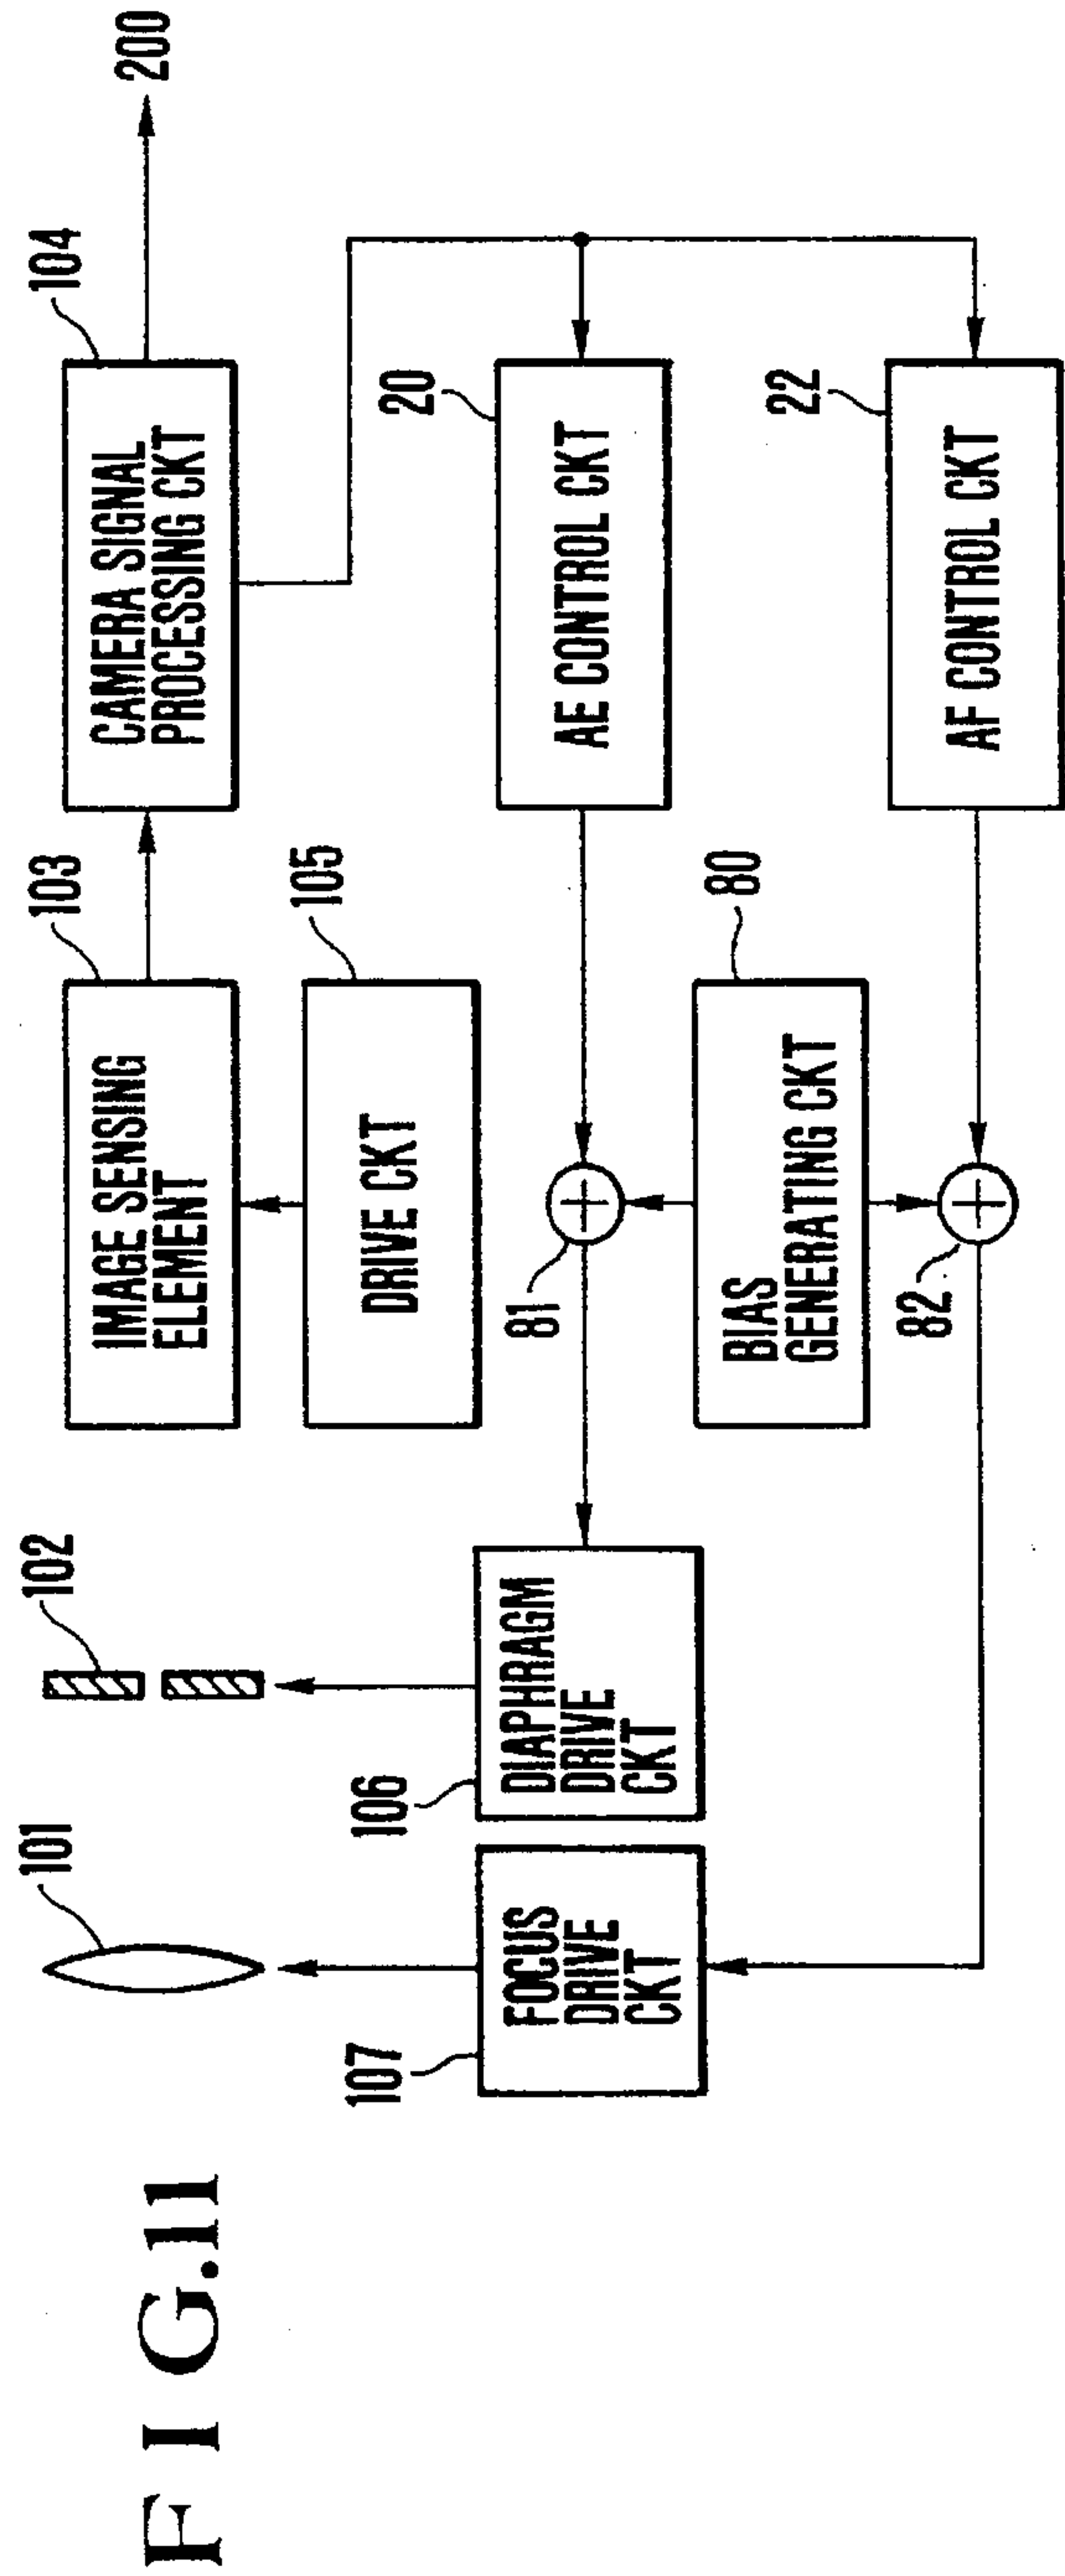 F I G.11
101
102
103
104
200
IMAGE SENSING
ELEMENT
CAMERA SIGNAL
PROCESSING CKT
105
DRIVE CKT
107
FOCUS
DRIVE
CKT
106
DIAPHRAGM
DRIVE
CKT
81
20
AE CONTROL CKT
80
BIAS
GENERATING CKT
82
22
AF CONTROL CKT